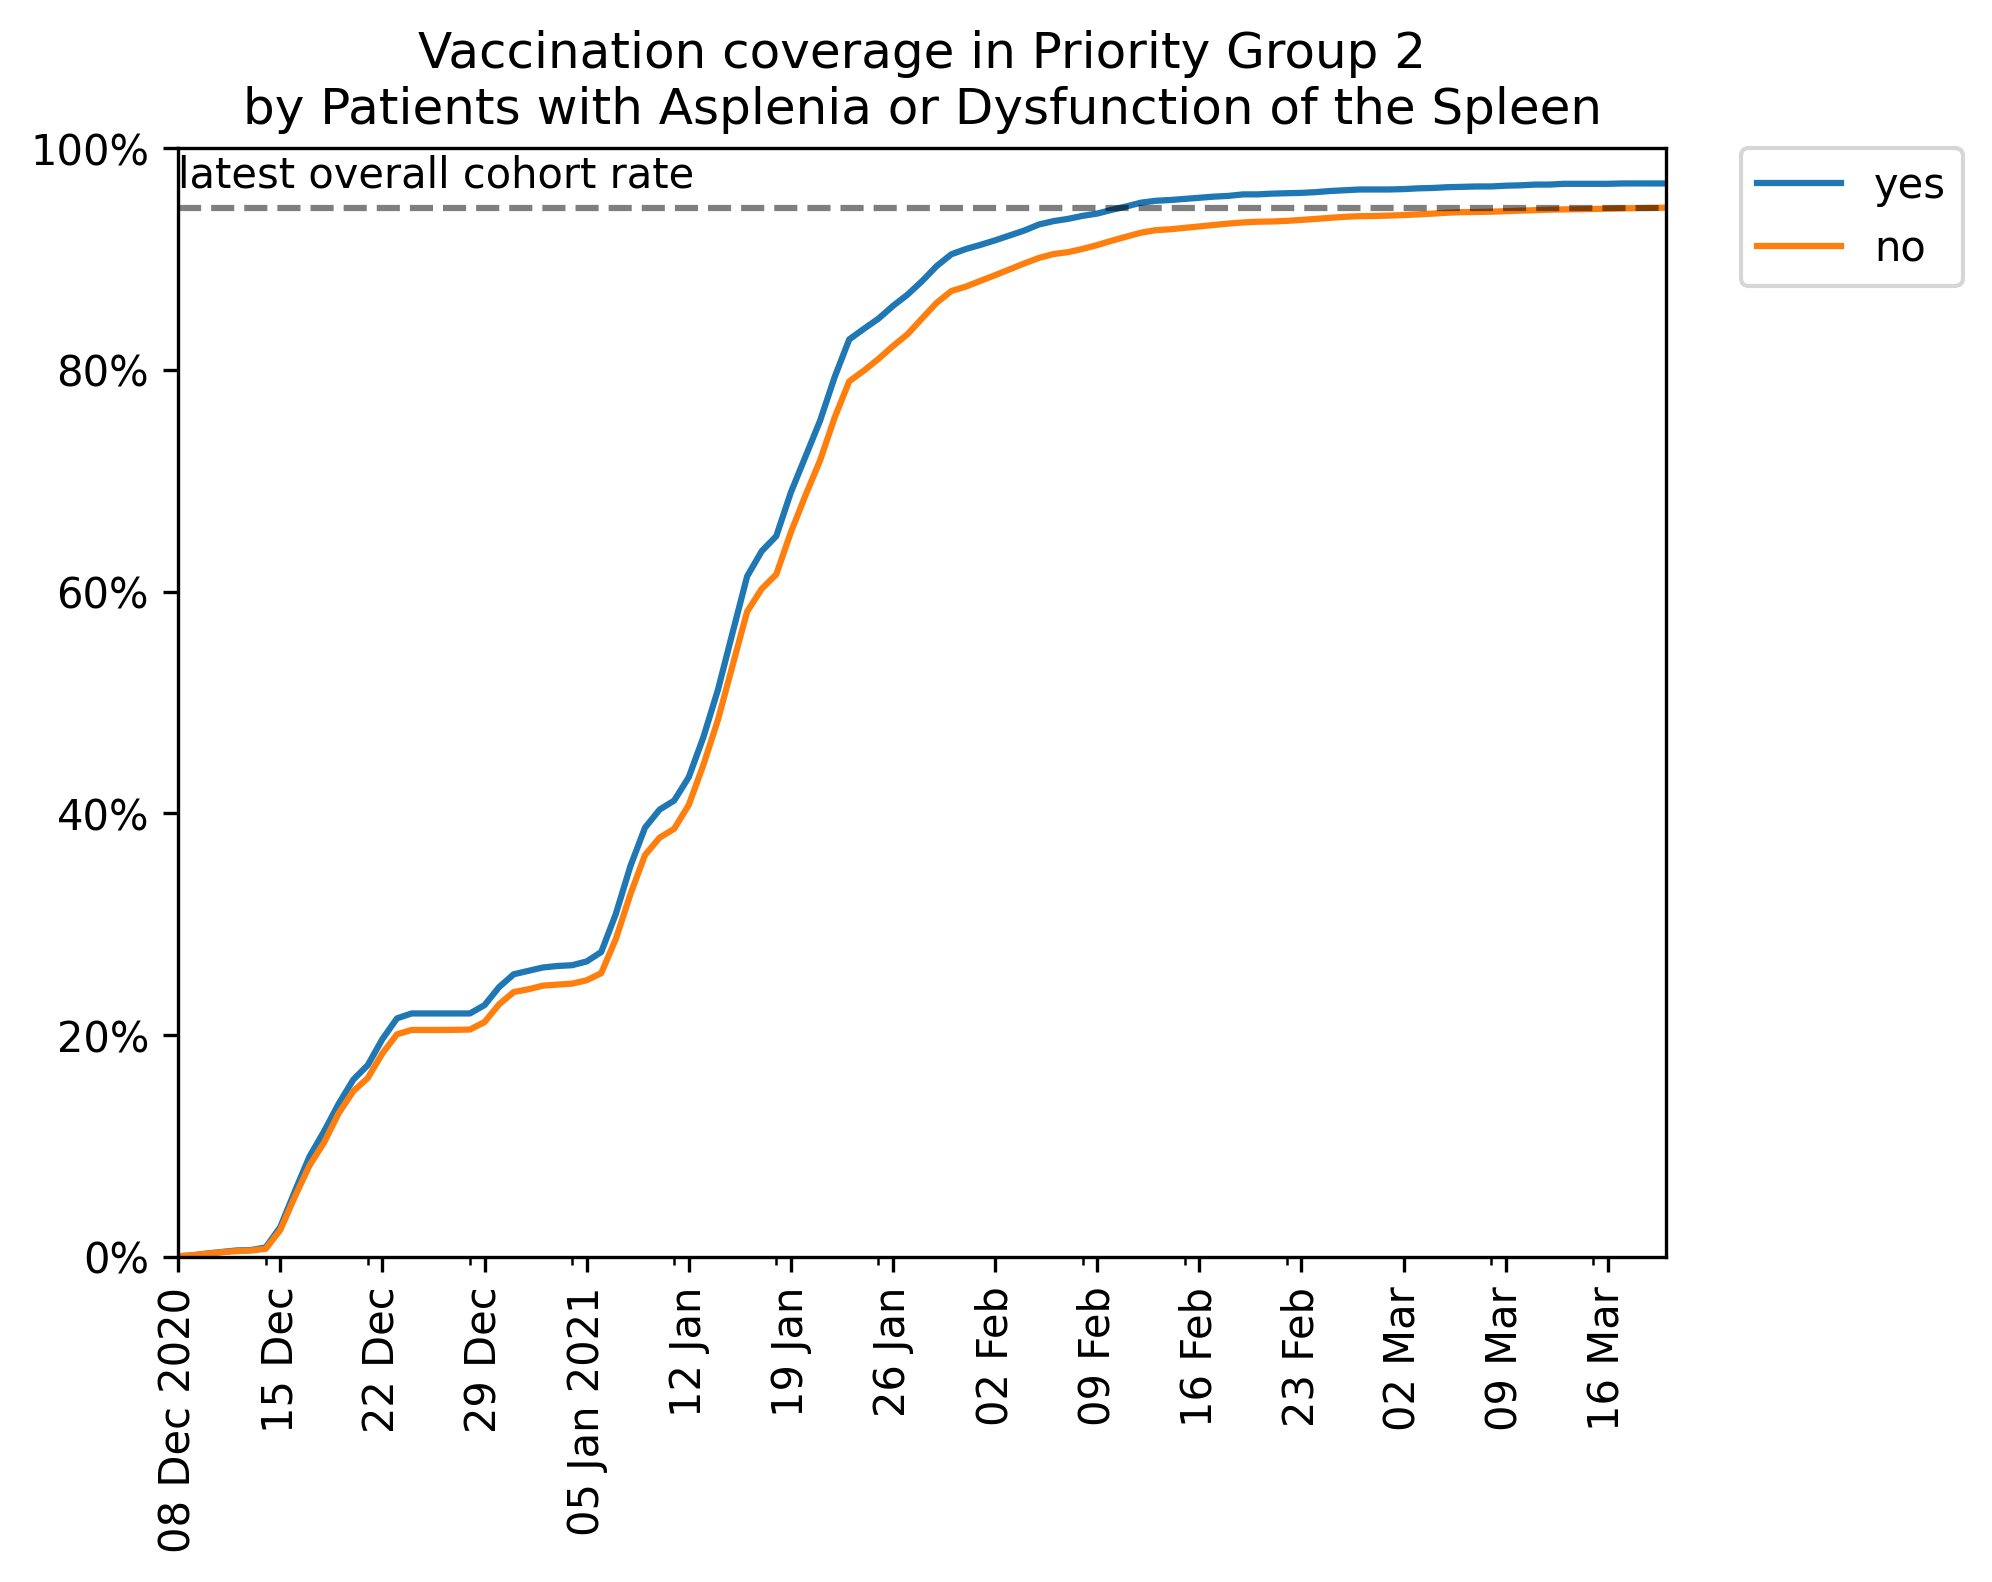 Vaccination coverage in Priority Group 2
by Patients with Asplenia or Dysfunction of the Spleen
100%
80%
60%
40%
20%
0%
latest overall cohort rate
yes
no
08 Dec 2020
15 Dec
22 Dec
29 Dec
05 Jan 2021
12 Jan
19 Jan
26 Jan
02 Feb
09 Feb
16 Feb
23 Feb
02 Mar
09 Mar
16 Mar